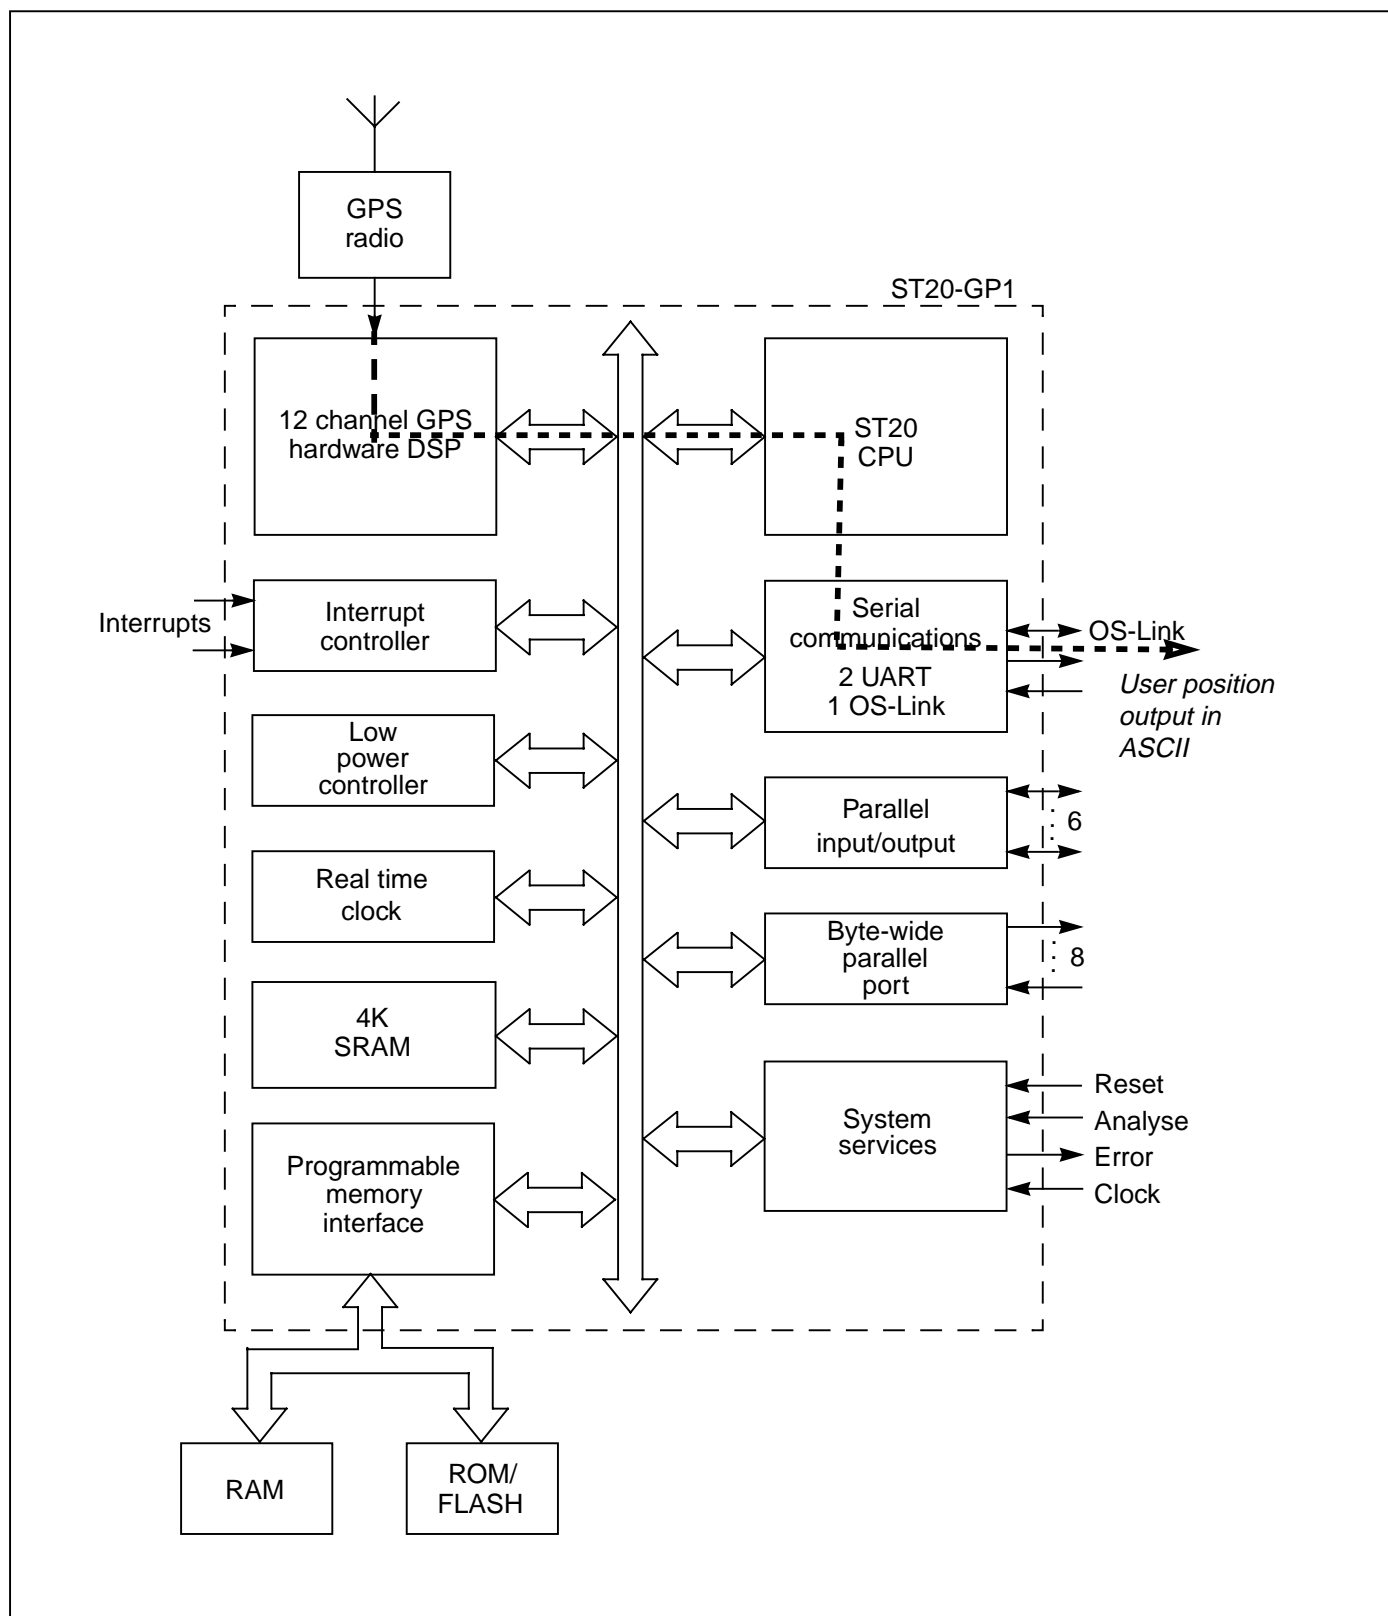 GPS
radio
ST20-GP1
12 channel GPS
hardware DSP
ST20
CPU
Interrupts
Interrupt
controller
Serial
communications
2 UART
1 OS-Link
OS-Link
User position
output in
ASCII
Low
power
controller
Parallel
input/output
6
Real time
clock
Byte-wide
parallel
port
8
4K
SRAM
System
services
Reset
Analyse
Error
Clock
Programmable
memory
interface
RAM
ROM/
FLASH